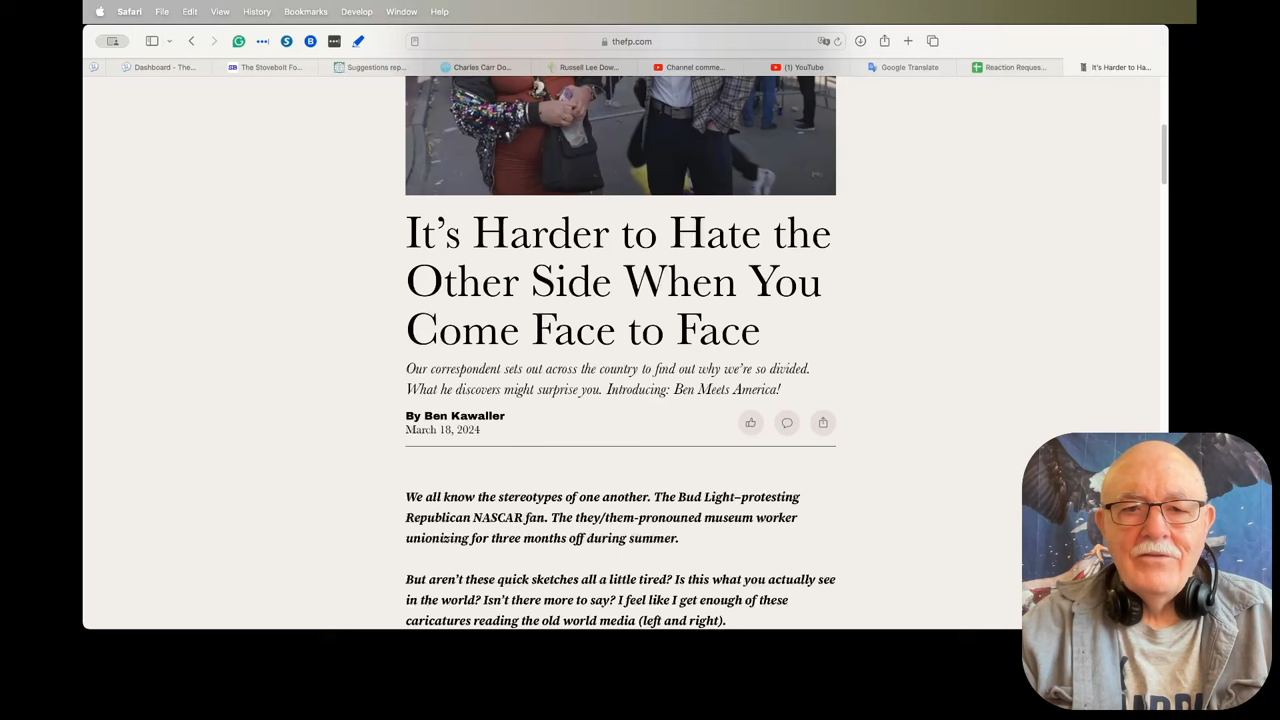 Safari File Edit View History Bookmarks Develop Window Help
thefp.com
Dashboard - The... The Stovebolt Fo... Suggestions rep... Charles Carr Do... Russell Lee Dow... Channel comme... (1) YouTube Google Translate Reaction Reques... It's Harder to Ha...
It's Harder to Hate the
Other Side When You
Come Face to Face
Our correspondent sets out across the country to find out why we're so divided.
What he discovers might surprise you. Introducing: Ben Meets America!
By Ben Kawaller
March 18, 2024
We all know the stereotypes of one another. The Bud Light–protesting
Republican NASCAR fan. The they/them-pronouned museum worker
unionizing for three months off during summer.
But aren't these quick sketches all a little tired? Is this what you actually see
in the world? Isn't there more to say? I feel like I get enough of these
caricatures reading the old world media (left and right).